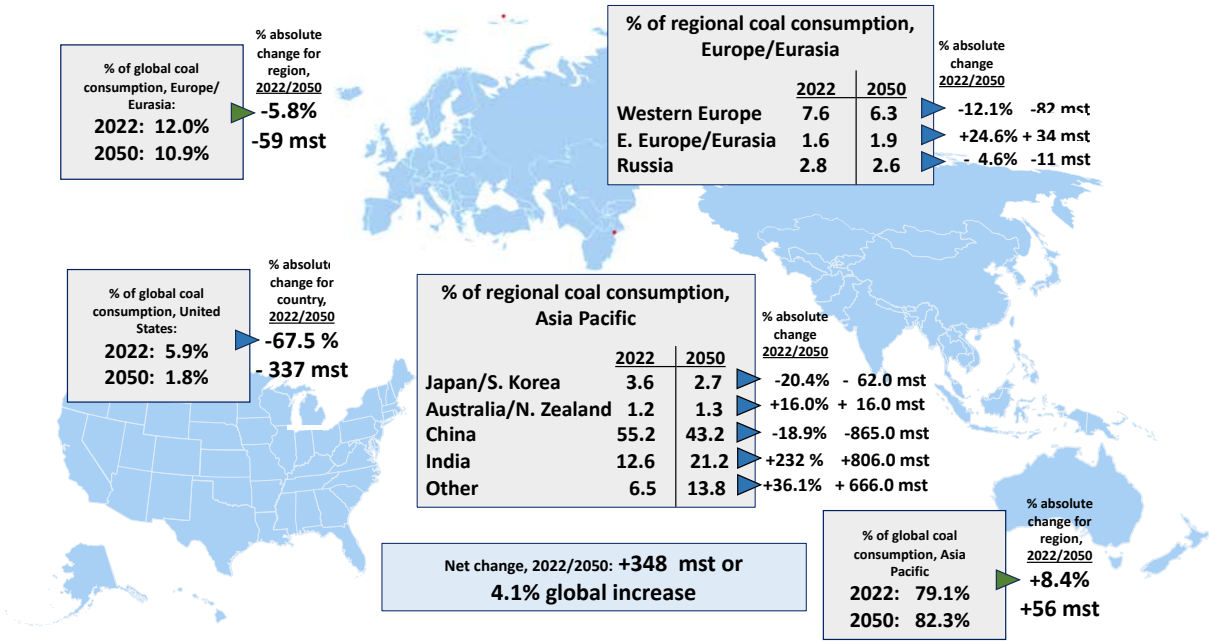 % of global coal
consumption, Europe/
Eurasia:
2022: 12.0%
2050: 10.9%
% absolute
change for
region,
2022/2050
-5.8%
-59 mst
% of regional coal consumption,
Europe/Eurasia
2022 2050
Western Europe 7.6 6.3
E. Europe/Eurasia 1.6 1.9
Russia 2.8 2.6
% absolute
change
2022/2050
-12.1% -82 mst
+24.6% + 34 mst
- 4.6% -11 mst
% of global coal
consumption, United
States:
2022: 5.9%
2050: 1.8%
% absolute
change for
country,
2022/2050
-67.5 %
- 337 mst
% of regional coal consumption,
Asia Pacific
2022 2050
Japan/S. Korea 3.6 2.7
Australia/N. Zealand 1.2 1.3
China 55.2 43.2
India 12.6 21.2
Other 6.5 13.8
% absolute
change
2022/2050
-20.4% - 62.0 mst
+16.0% + 16.0 mst
-18.9% -865.0 mst
+232 % +806.0 mst
+36.1% + 666.0 mst
Net change, 2022/2050: +348 mst or
4.1% global increase
% of global coal
consumption, Asia
Pacific
2022: 79.1%
2050: 82.3%
% absolute
change for
region,
2022/2050
+8.4%
+56 mst